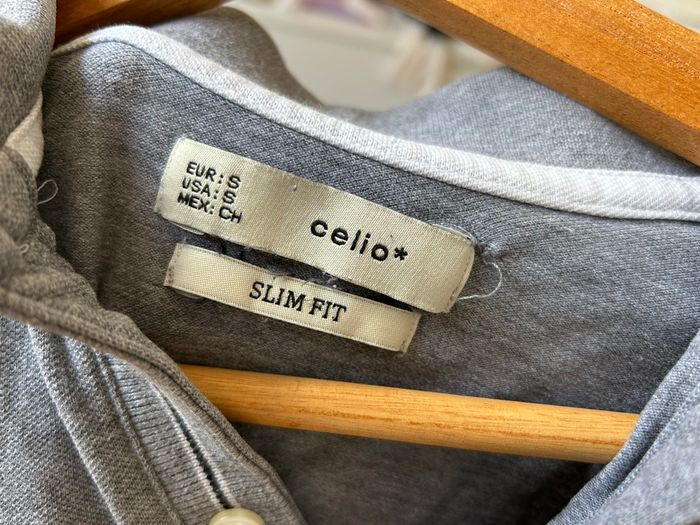 EUR: S
USA: S
MEX: CH
celio*
SLIM FIT